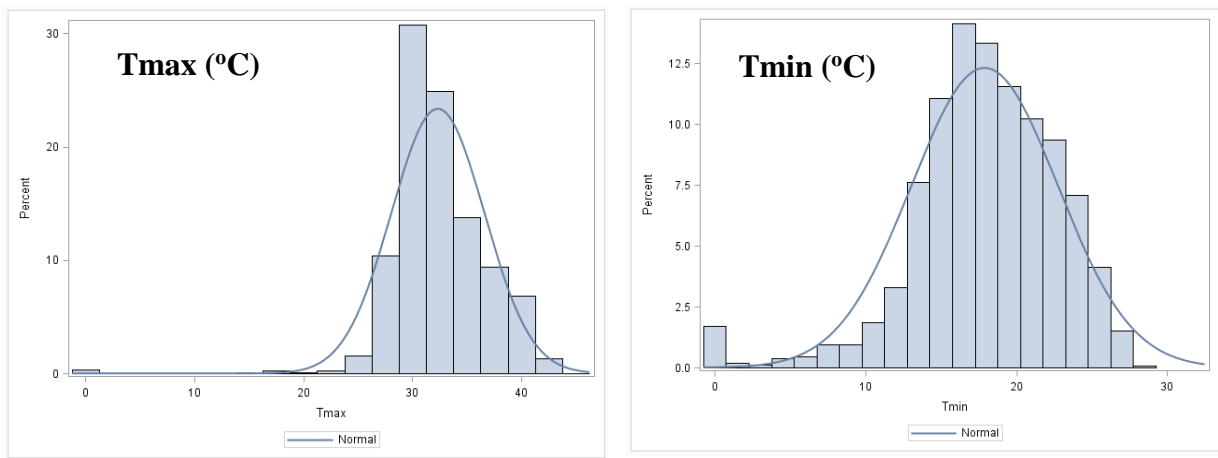 Tmax (ºC)
30
20
10
0
Percent
0 10 20 30 40
Tmax
Normal
Tmin (ºC)
12.5
10.0
7.5
5.0
2.5
0.0
Percent
0 10 20 30
Tmin
Normal